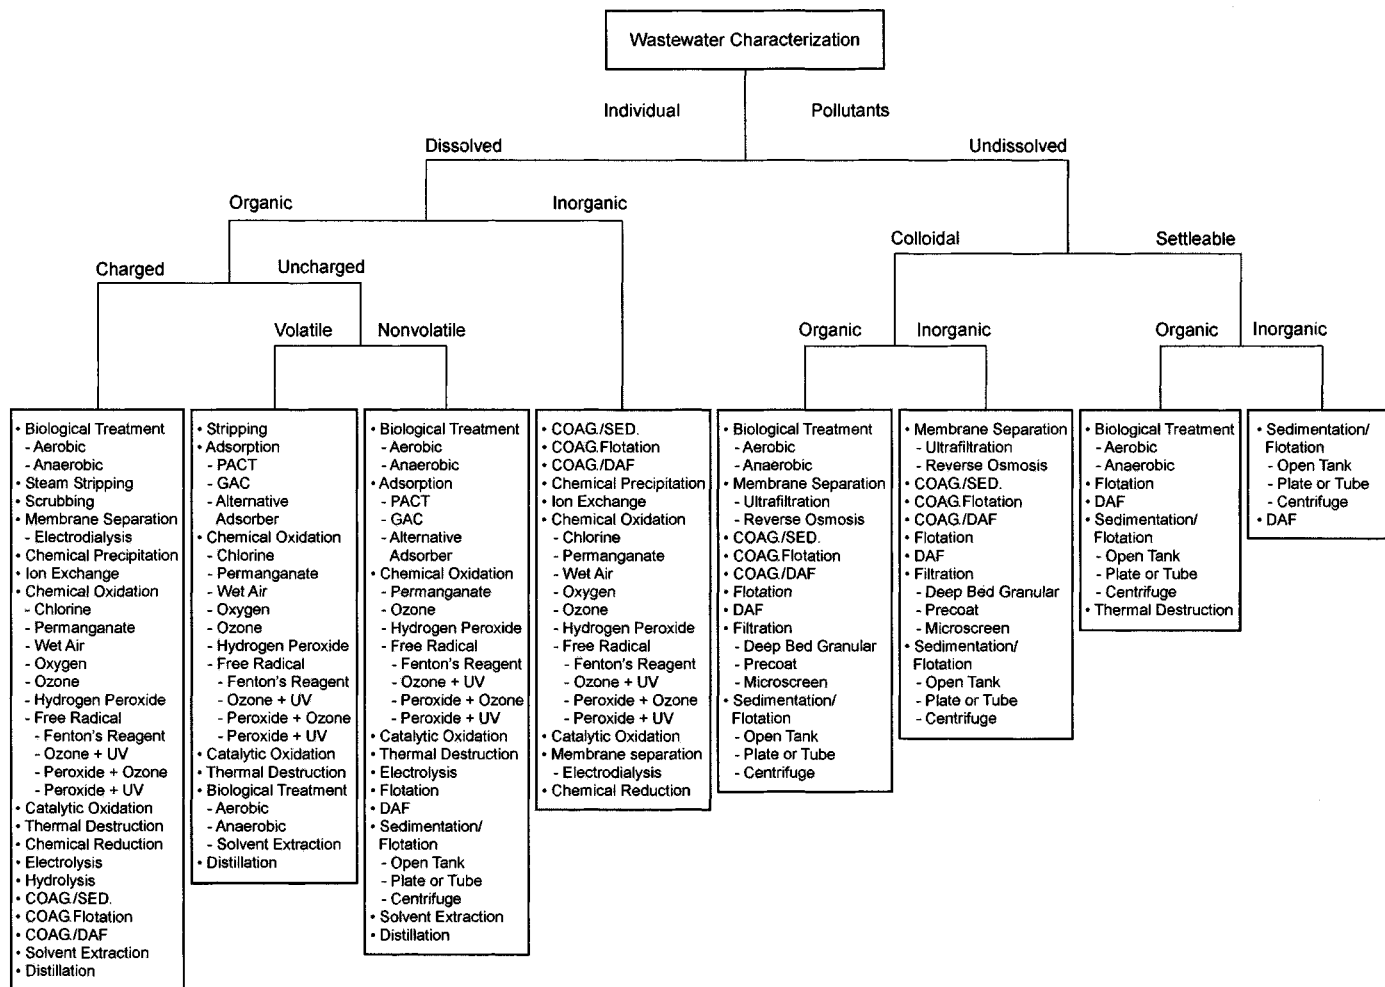 Wastewater Characterization
Individual
Pollutants
Dissolved
Undissolved
Organic
Inorganic
Colloidal
Settleable
Charged
Uncharged
Volatile
Nonvolatile
Organic
Inorganic
Organic
Inorganic
• Biological Treatment
- Aerobic
- Anaerobic
• Steam Stripping
• Scrubbing
• Membrane Separation
- Electrodialysis
• Chemical Precipitation
• Ion Exchange
• Chemical Oxidation
- Chlorine
- Permanganate
- Wet Air
- Oxygen
- Ozone
- Hydrogen Peroxide
- Free Radical
- Fenton's Reagent
- Ozone + UV
- Peroxide + Ozone
- Peroxide + UV
• Catalytic Oxidation
• Thermal Destruction
• Chemical Reduction
• Electrolysis
• Hydrolysis
• COAG./SED.
• COAG.Flotation
• COAG./DAF
• Solvent Extraction
• Distillation
• Stripping
• Adsorption
- PACT
- GAC
- Alternative
Adsorber
• Chemical Oxidation
- Chlorine
- Permanganate
- Wet Air
- Oxygen
- Ozone
- Hydrogen Peroxide
- Free Radical
- Fenton's Reagent
- Ozone + UV
- Peroxide + Ozone
- Peroxide + UV
• Catalytic Oxidation
• Thermal Destruction
• Biological Treatment
- Aerobic
- Anaerobic
- Solvent Extraction
• Distillation
• Biological Treatment
- Aerobic
- Anaerobic
• Adsorption
- PACT
- GAC
- Alternative
Adsorber
• Chemical Oxidation
- Permanganate
- Ozone
- Hydrogen Peroxide
- Free Radical
- Fenton's Reagent
- Ozone + UV
- Peroxide + Ozone
- Peroxide + UV
• Catalytic Oxidation
• Thermal Destruction
• Electrolysis
• Flotation
• DAF
• Sedimentation/
Flotation
- Open Tank
- Plate or Tube
- Centrifuge
• Solvent Extraction
• Distillation
• COAG./SED.
• COAG.Flotation
• COAG./DAF
• Chemical Precipitation
• Ion Exchange
• Chemical Oxidation
- Chlorine
- Permanganate
- Wet Air
- Oxygen
- Ozone
- Hydrogen Peroxide
- Free Radical
- Fenton's Reagent
- Ozone + UV
- Peroxide + Ozone
- Peroxide + UV
• Catalytic Oxidation
• Membrane separation
- Electrodialysis
• Chemical Reduction
• Biological Treatment
- Aerobic
- Anaerobic
• Membrane Separation
- Ultrafiltration
- Reverse Osmosis
• COAG./SED.
• COAG.Flotation
• COAG./DAF
• Flotation
• DAF
• Filtration
- Deep Bed Granular
- Precoat
- Microscreen
• Sedimentation/
Flotation
- Open Tank
- Plate or Tube
- Centrifuge
• Membrane Separation
- Ultrafiltration
- Reverse Osmosis
• COAG./SED.
• COAG.Flotation
• COAG./DAF
• Flotation
• DAF
• Filtration
- Deep Bed Granular
- Precoat
- Microscreen
• Sedimentation/
Flotation
- Open Tank
- Plate or Tube
- Centrifuge
• Biological Treatment
- Aerobic
- Anaerobic
• Flotation
• DAF
• Sedimentation/
Flotation
- Open Tank
- Plate or Tube
- Centrifuge
• Thermal Destruction
• Sedimentation/
Flotation
- Open Tank
- Plate or Tube
- Centrifuge
• DAF